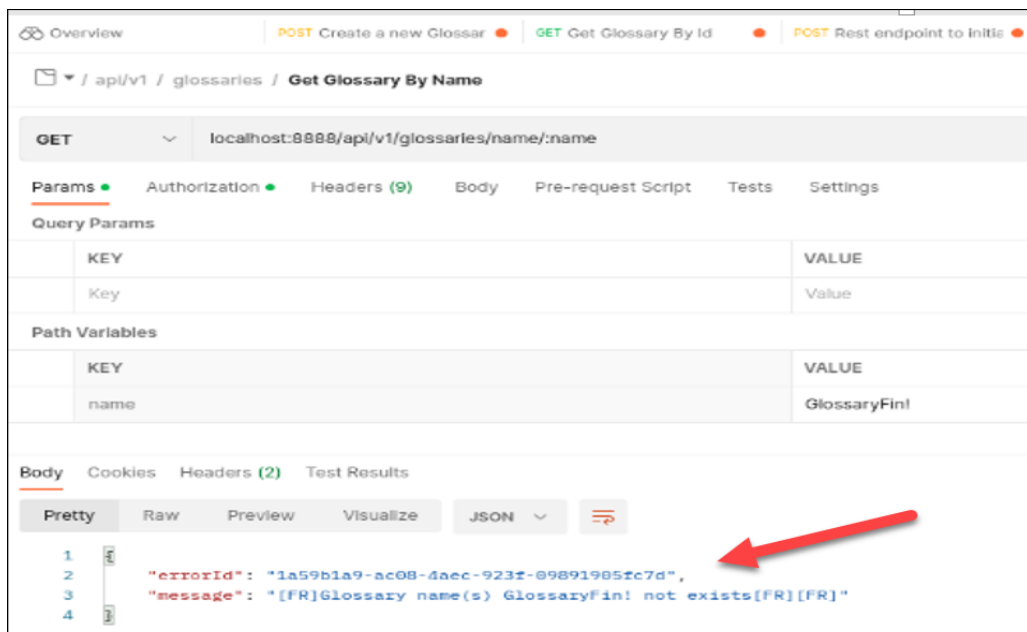 Overview POST Create a new Glossar GET Get Glossary By Id POST Rest endpoint to initia
/ api/v1 / glossaries / Get Glossary By Name
GET localhost:8888/api/v1/glossaries/name/:name
Params Authorization Headers (9) Body Pre-request Script Tests Settings
Query Params
KEY VALUE
Key Value
Path Variables
KEY VALUE
name GlossaryFin!
Body Cookies Headers (2) Test Results
Pretty Raw Preview Visualize JSON
1 {
2 "errorId": "1a59b1a9-ac08-4aec-923f-09891905fc7d",
3 "message": "[FR]Glossary name(s) GlossaryFin! not exists[FR][FR]"
4 }